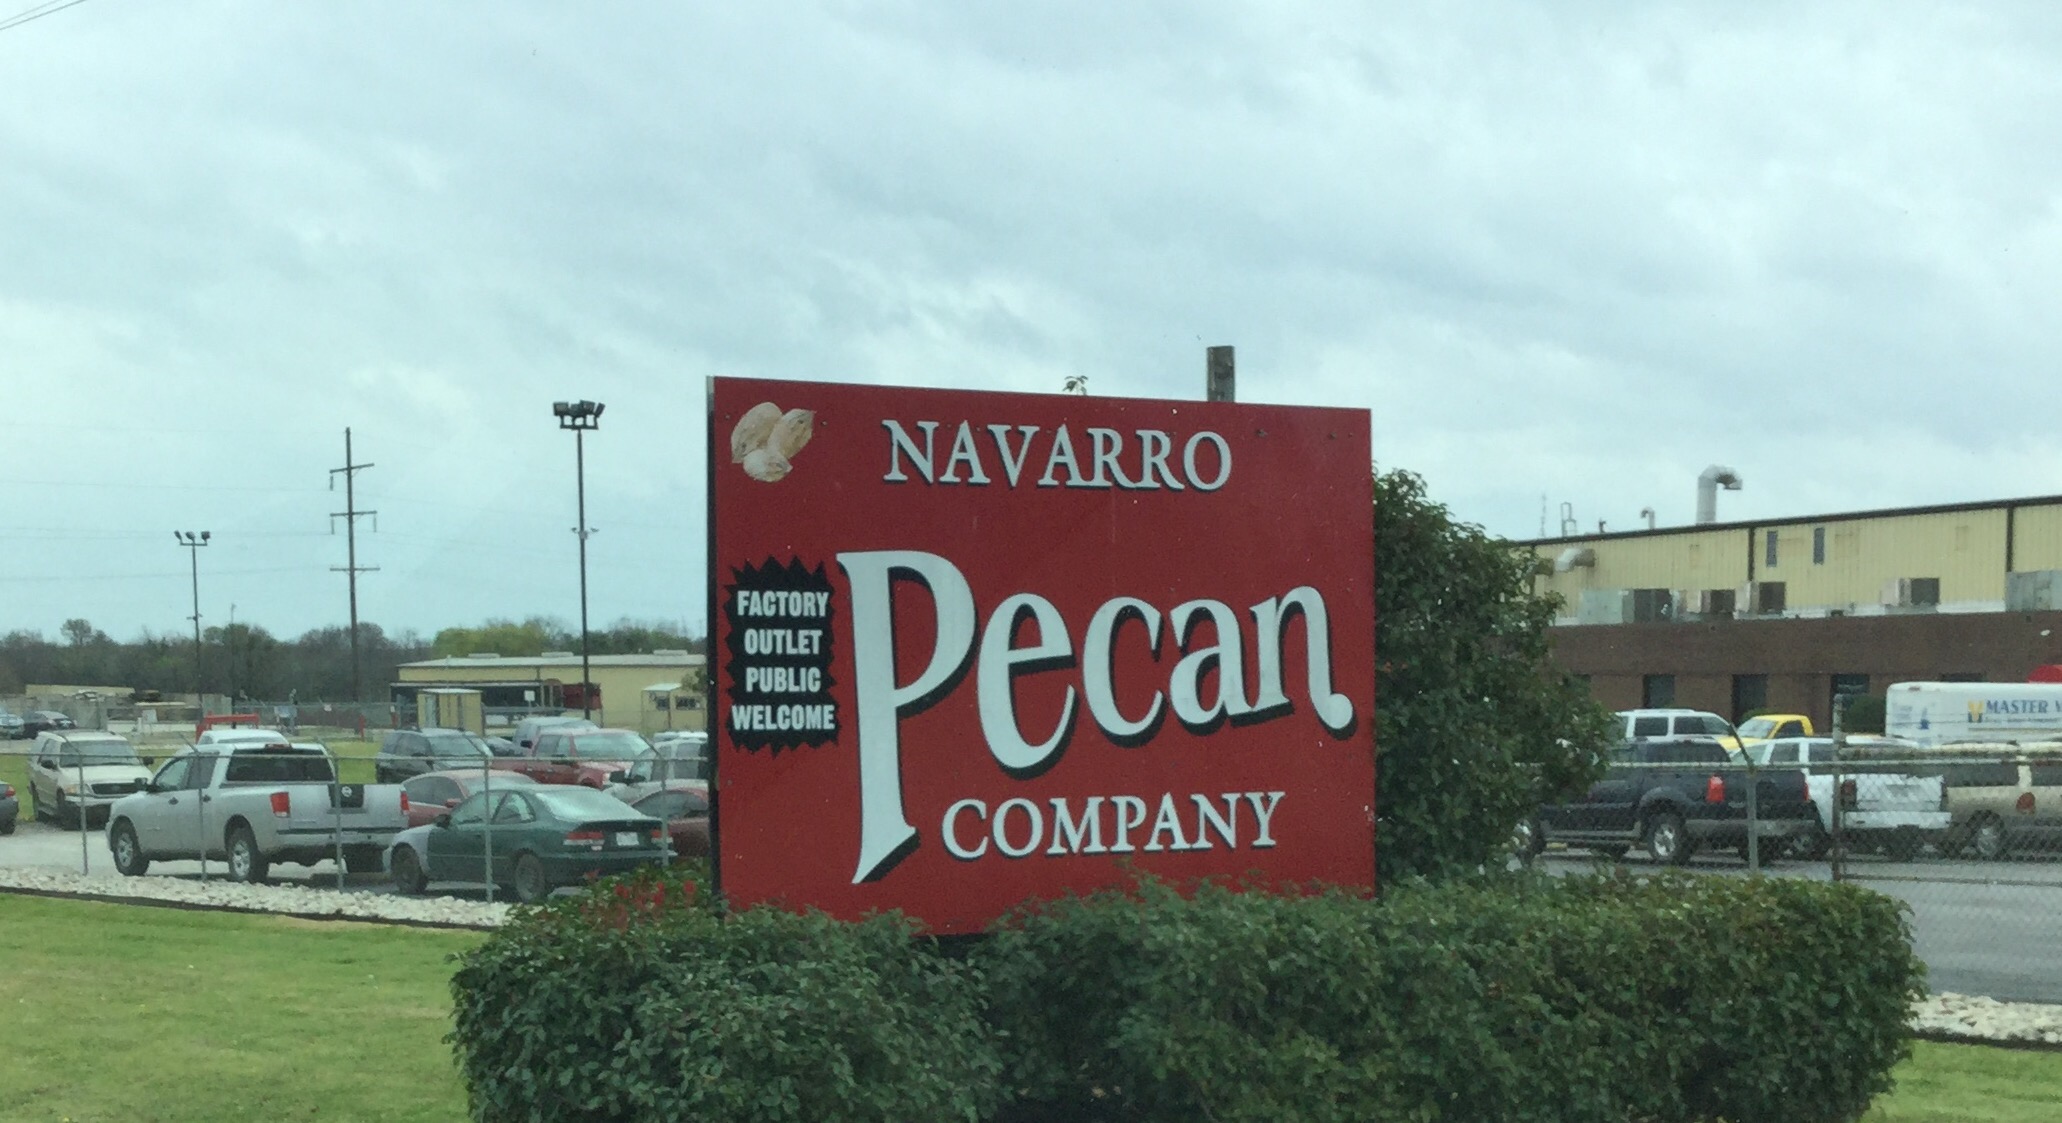 NAVARRO
Pecan
COMPANY
FACTORY
OUTLET
PUBLIC
WELCOME
MASTER